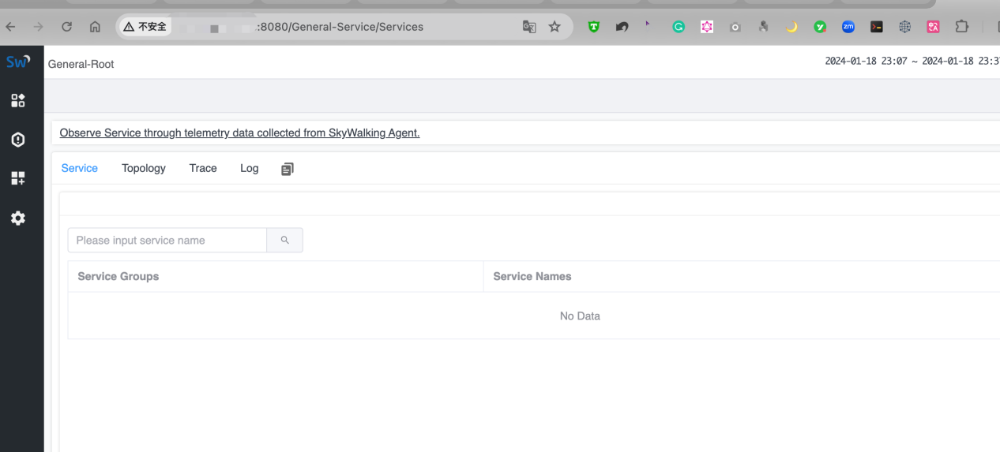 不安全 :8080/General-Service/Services
Sw General-Root 2024-01-18 23:07 ~ 2024-01-18 23:37
Observe Service through telemetry data collected from SkyWalking Agent.
Service Topology Trace Log
Please input service name
Service Groups Service Names
No Data